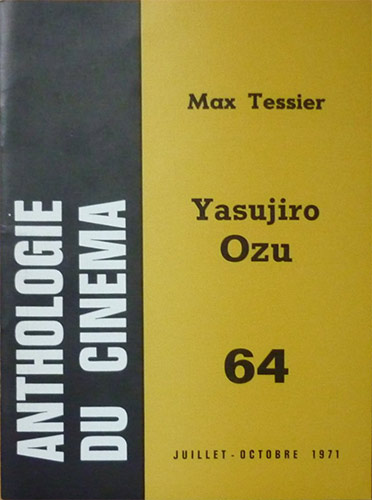 ANTHOLOGIE
DU CINEMA
Max Tessier
Yasujiro
Ozu
64
JUILLET - OCTOBRE 1971